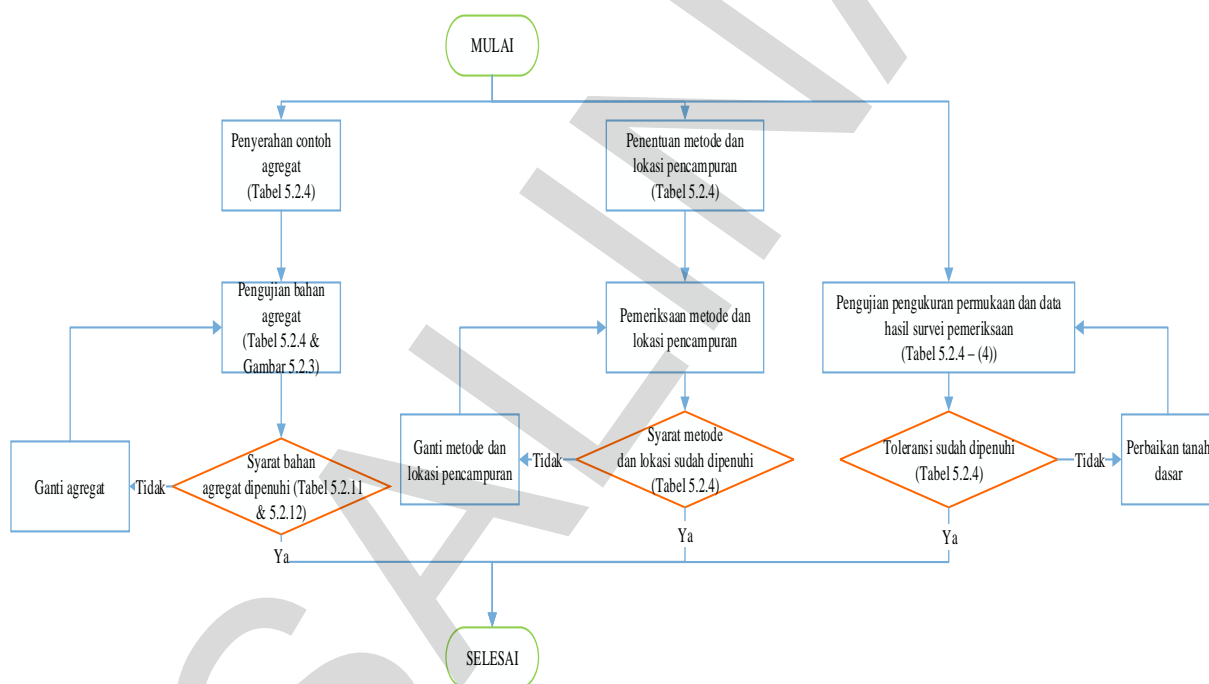 MULAI
Penyerahan contoh
agregat
(Tabel 5.2.4)
Penentuan metode dan
lokasi pencampuran
(Tabel 5.2.4)
Pengujian bahan
agregat
(Tabel 5.2.4 &
Gambar 5.2.3)
Pemeriksaan metode dan
lokasi pencampuran
Pengujian pengukuran permukaan dan data
hasil survei pemeriksaan
(Tabel 5.2.4 – (4))
Ganti agregat
Tidak
Syarat bahan
agregat dipenuhi (Tabel 5.2.11
& 5.2.12)
Ya
Ganti metode dan
lokasi pencampuran
Tidak
Syarat metode
dan lokasi sudah dipenuhi
(Tabel 5.2.4)
Ya
Toleransi sudah dipenuhi
(Tabel 5.2.4)
Tidak
Perbaikan tanah
dasar
Ya
SELESAI
SALINA